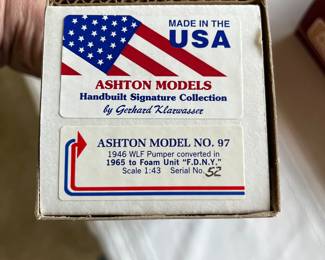 MADE IN THE
USA
ASHTON MODELS
Handbuilt Signature Collection
by Gerhard Klarwasser
ASHTON MODEL NO. 97
1946 WLF Pumper converted in
1965 to Foam Unit "F.D.N.Y."
Scale 1:43 Serial No. 52